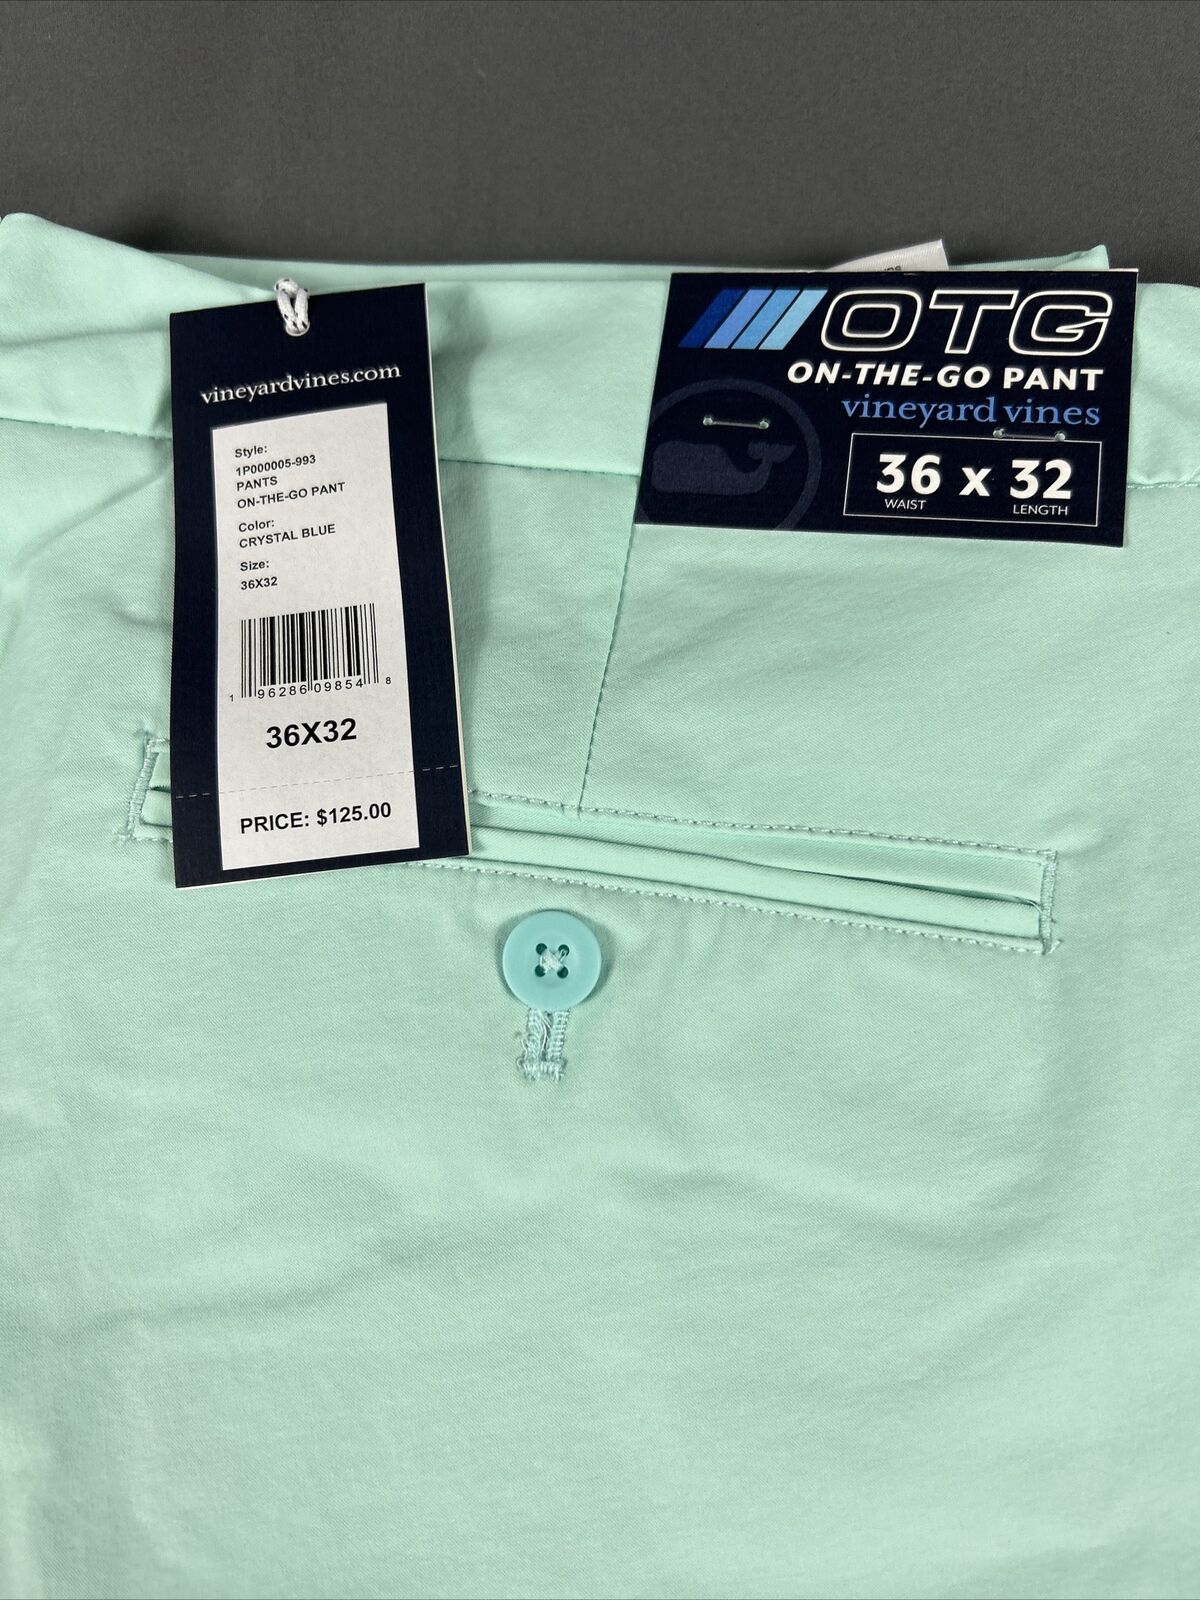 vineyardvines.com
Style:
1P000005-993
PANTS
ON-THE-GO PANT
Color:
CRYSTAL BLUE
Size:
36X32
1 96286 09854 8
36X32
PRICE: $125.00
OTG
ON-THE-GO PANT
vineyard vines
36 x 32
WAIST LENGTH